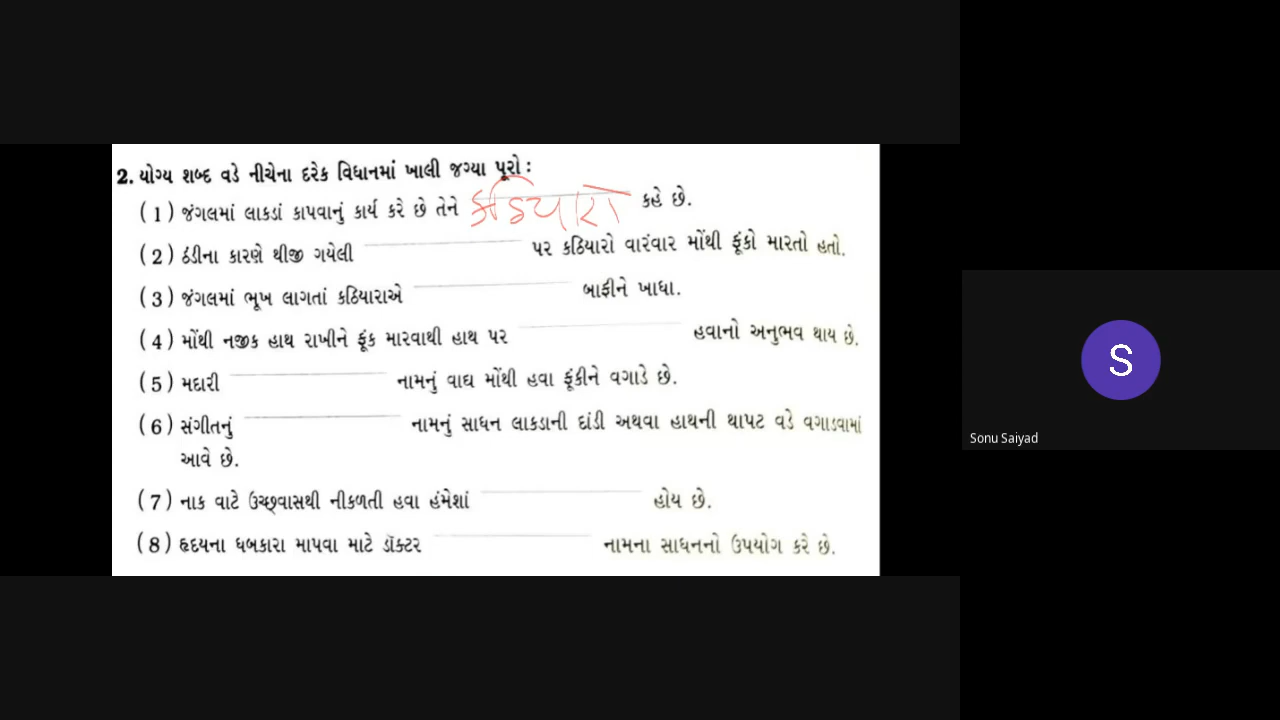 2. યોગ્ય શબ્દ વડે નીચેના દરેક વિધાનમાં ખાલી જગ્યા પૂરો :
(1) જંગલમાં લાકડાં કાપવાનું કાર્ય કરે છે તેને કઠિયારો કહે છે.
(2) ઠંડીના કારણે થીજી ગયેલી પર કઠિયારો વારંવાર મોંથી ફૂંકો મારતો હતો.
(3) જંગલમાં ભૂખ લાગતાં કઠિયારાએ બાફીને ખાધા.
(4) મોંથી નજીક હાથ રાખીને ફૂંક મારવાથી હાથ પર હવાનો અનુભવ થાય છે.
(5) મદારી નામનું વાદ્ય મોંથી હવા ફૂંકીને વગાડે છે.
(6) સંગીતનું નામનું સાધન લાકડાની દાંડી અથવા હાથની થાપટ વડે વગાડવામાં
આવે છે.
(7) નાક વાટે ઉચ્છ્વાસથી નીકળતી હવા હંમેશાં હોય છે.
(8) હૃદયના ધબકારા માપવા માટે ડૉક્ટર નામના સાધનનો ઉપયોગ કરે છે.
S
Sonu Saiyad